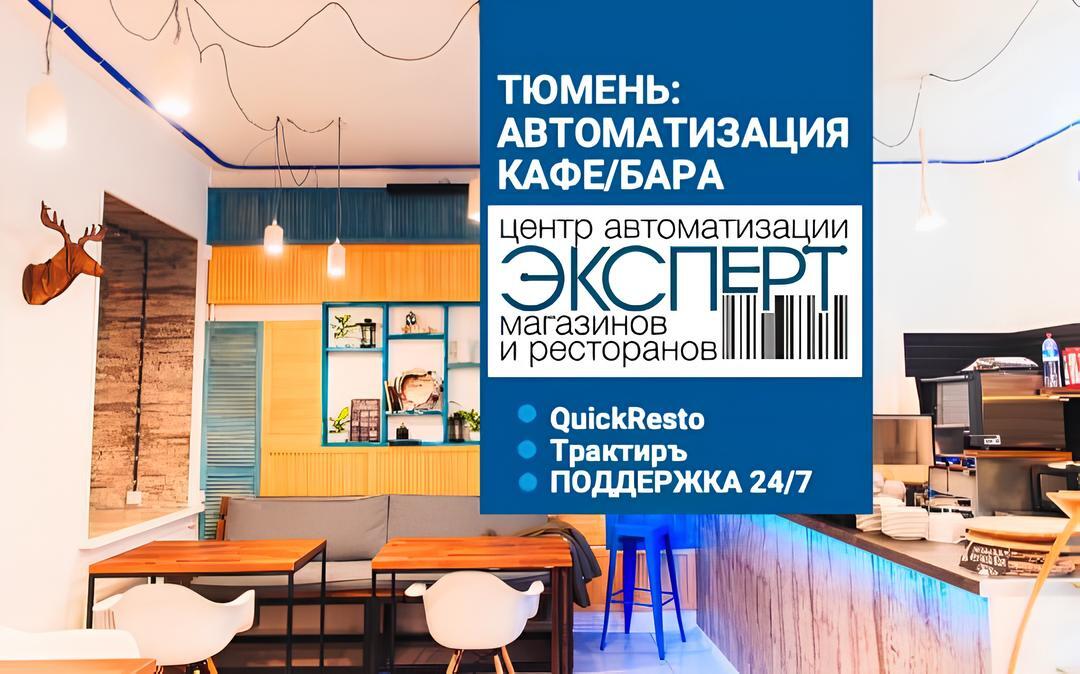 ТЮМЕНЬ:
АВТОМАТИЗАЦИЯ
КАФЕ/БАРА
центр автоматизации
ЭКСПЕРТ
магазинов
и ресторанов
QuickResto
Трактиръ
ПОДДЕРЖКА 24/7